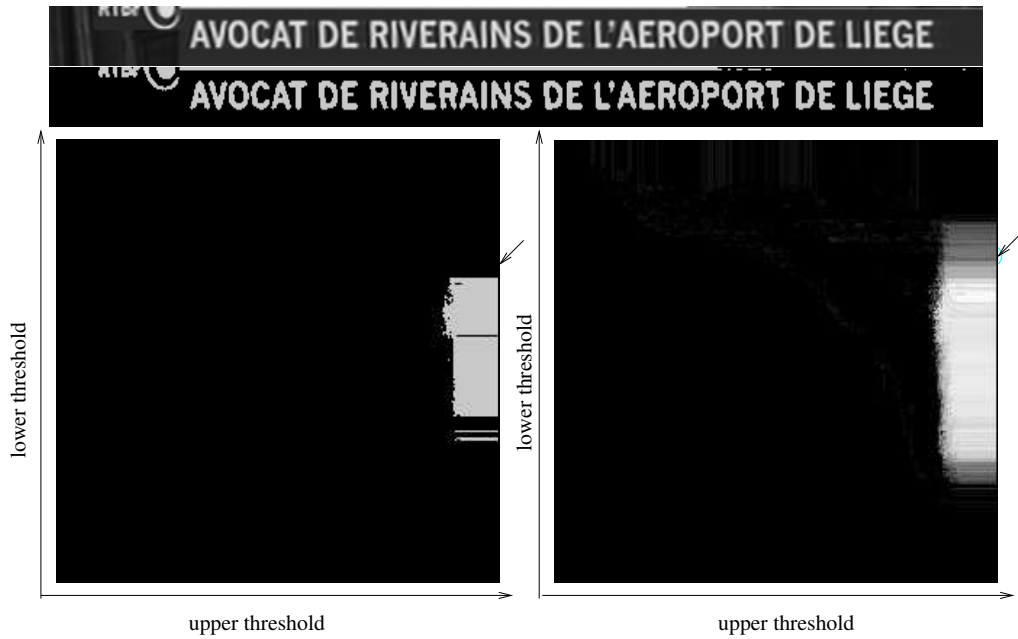 AVOCAT DE RIVERAINS DE L'AEROPORT DE LIEGE
AVOCAT DE RIVERAINS DE L'AEROPORT DE LIEGE
lower threshold
lower threshold
upper threshold
upper threshold